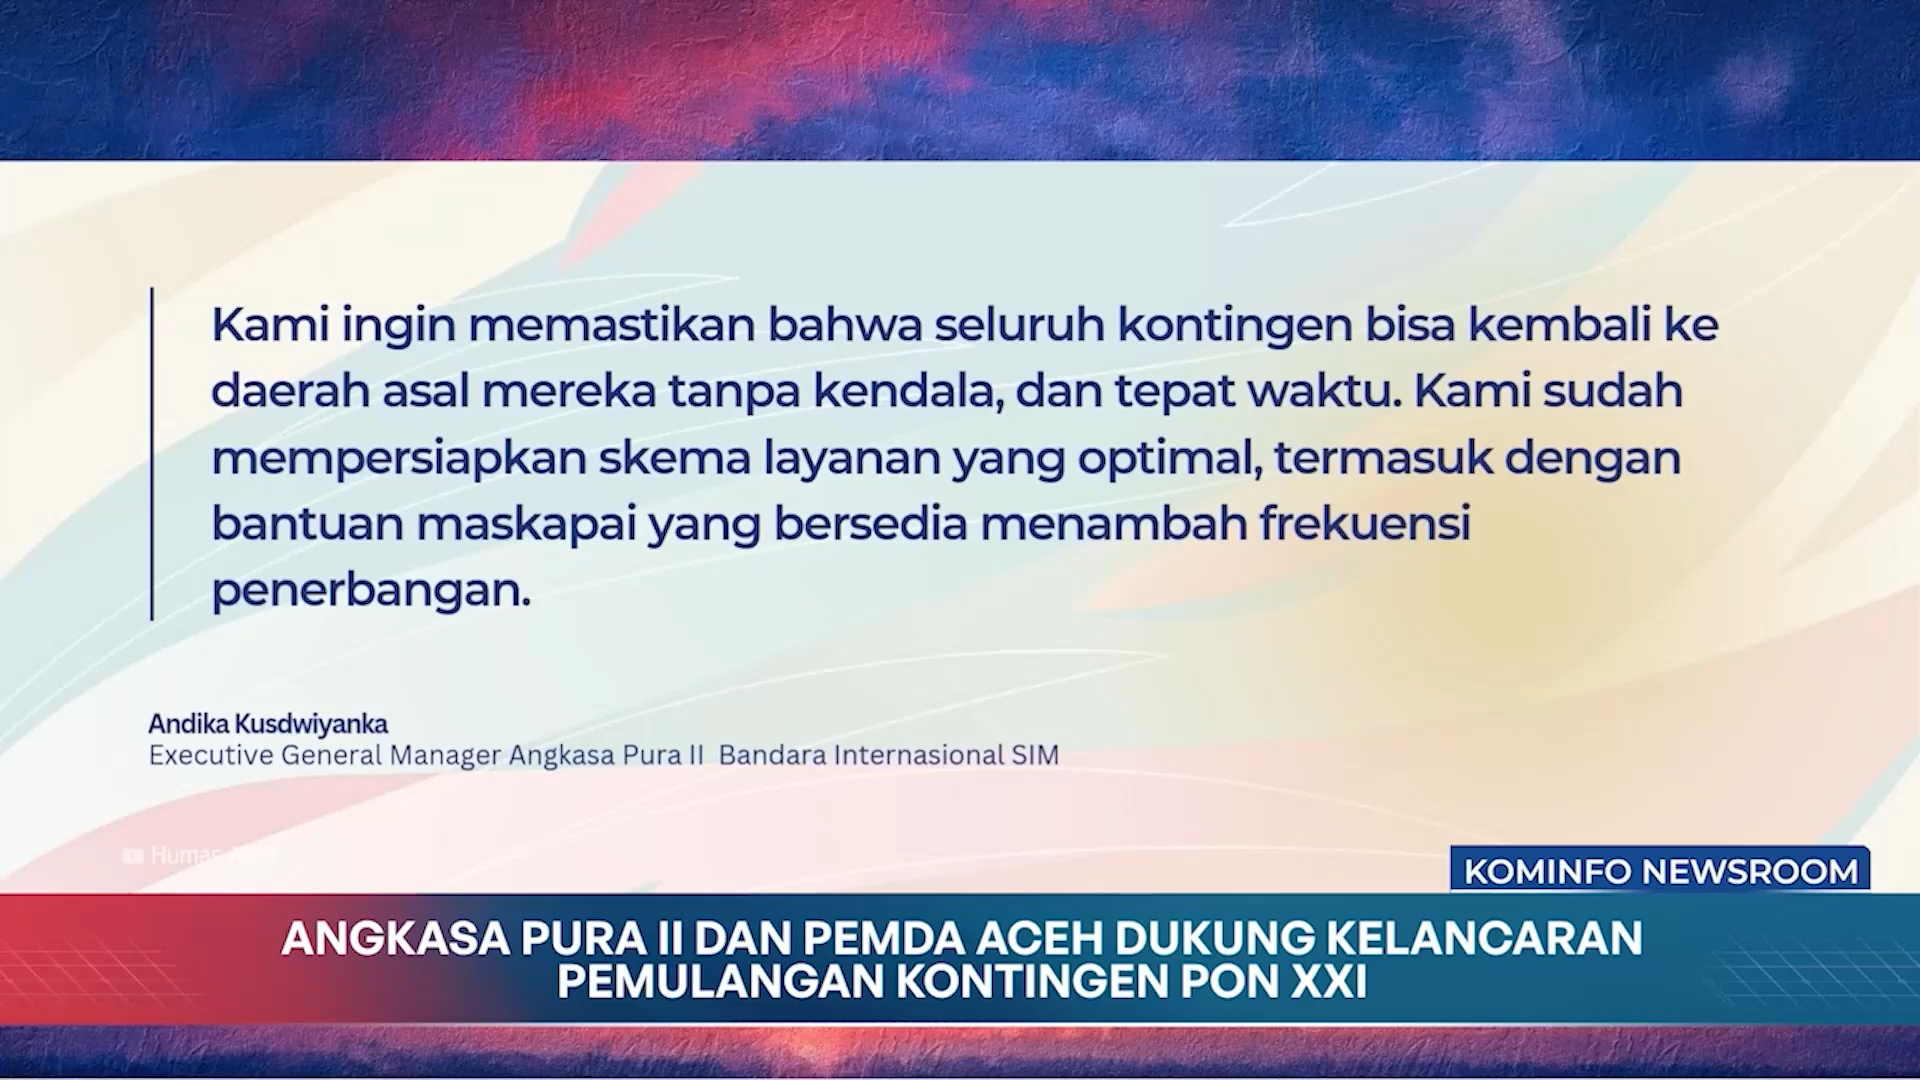 Kami ingin memastikan bahwa seluruh kontingen bisa kembali ke
daerah asal mereka tanpa kendala, dan tepat waktu. Kami sudah
mempersiapkan skema layanan yang optimal, termasuk dengan
bantuan maskapai yang bersedia menambah frekuensi
penerbangan.
Andika Kusdwiyanka
Executive General Manager Angkasa Pura II Bandara Internasional SIM
Humas
KOMINFO NEWSROOM
ANGKASA PURA II DAN PEMDA ACEH DUKUNG KELANCARAN
PEMULANGAN KONTINGEN PON XXI